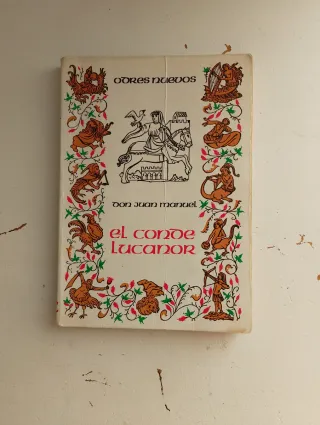 odres nuevos
don juan manuel
el conde
lucanor